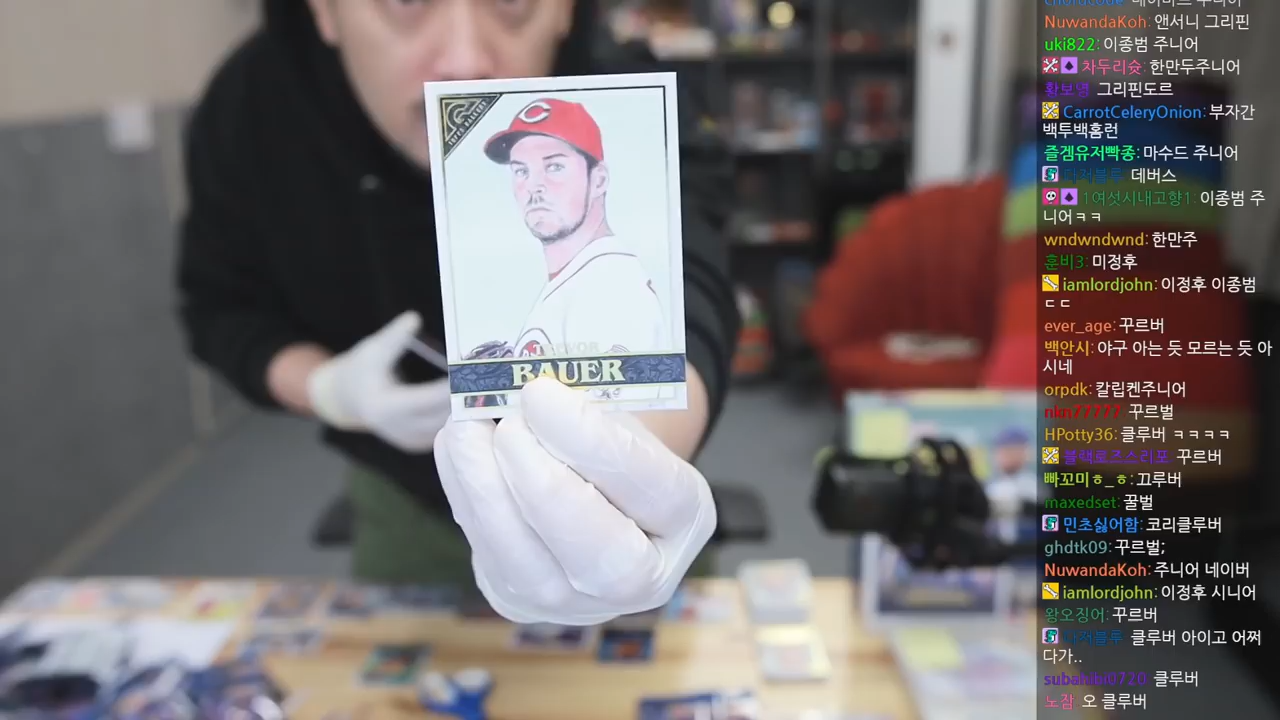 NuwandaKoh: 앤서니 그리핀
uki822: 이종범 주니어
차두리슛: 한만두주니어
황보영 그리핀도르
CarrotCeleryOnion: 부자간
백투백홈런
즐겜유저빡종: 마수드 주니어
데버스
1여섯시내고향1: 이종범 주
니어ㅋㅋ
wndwndwnd: 한만주
훈비3: 미정후
iamlordjohn: 이정후 이종범
ㄷㄷ
ever_age: 꾸르버
백안시: 야구 아는 듯 모르는 듯 아
시네
orpdk: 칼립켄주니어
nkn77777 꾸르벌
HPotty36: 클루버 ㅋㅋㅋㅋ
블랙로즈스리포 꾸르버
빠꼬미ㅎ_ㅎ: 끄루버
maxedset: 꿀벌
민초싫어함: 코리클루버
ghdtk09: 꾸르벌;
NuwandaKoh: 주니어 네이버
iamlordjohn: 이정후 시니어
왕오징어: 꾸르버
클루버 아이고 어쩌
다가..
subahibi0720 클루버
노잠 오 클루버
TOPPS GALLERY
C
TREVOR
BAUER